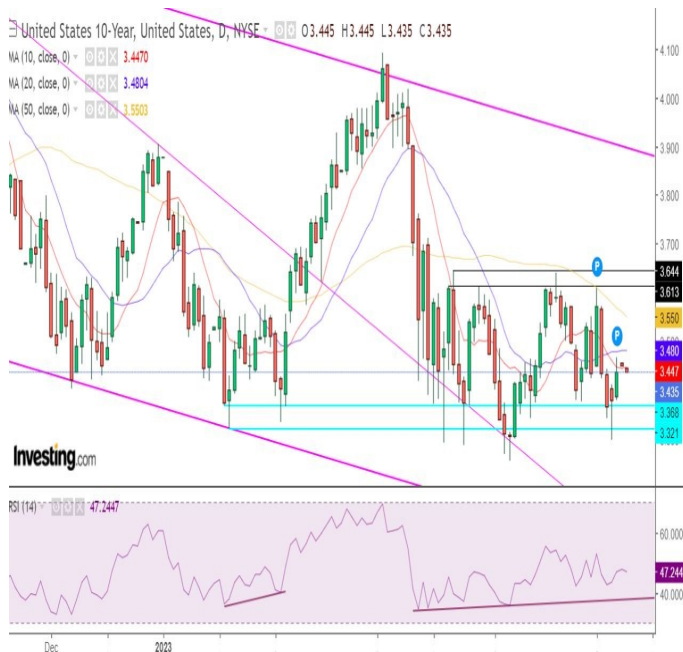 United States 10-Year, United States, D, NYSE O3.445 H3.445 L3.435 C3.435
MA (10, close, 0) 3.4470
MA (20, close, 0) 3.4804
MA (50, close, 0) 3.5503
4.100
4.000
3.900
3.800
3.700
P
3.644
3.613
3.550
P
3.480
3.447
3.435
3.368
3.321
Investing.com
RSI (14) 47.2447
60.000
47.244
40.000
Dec 2023